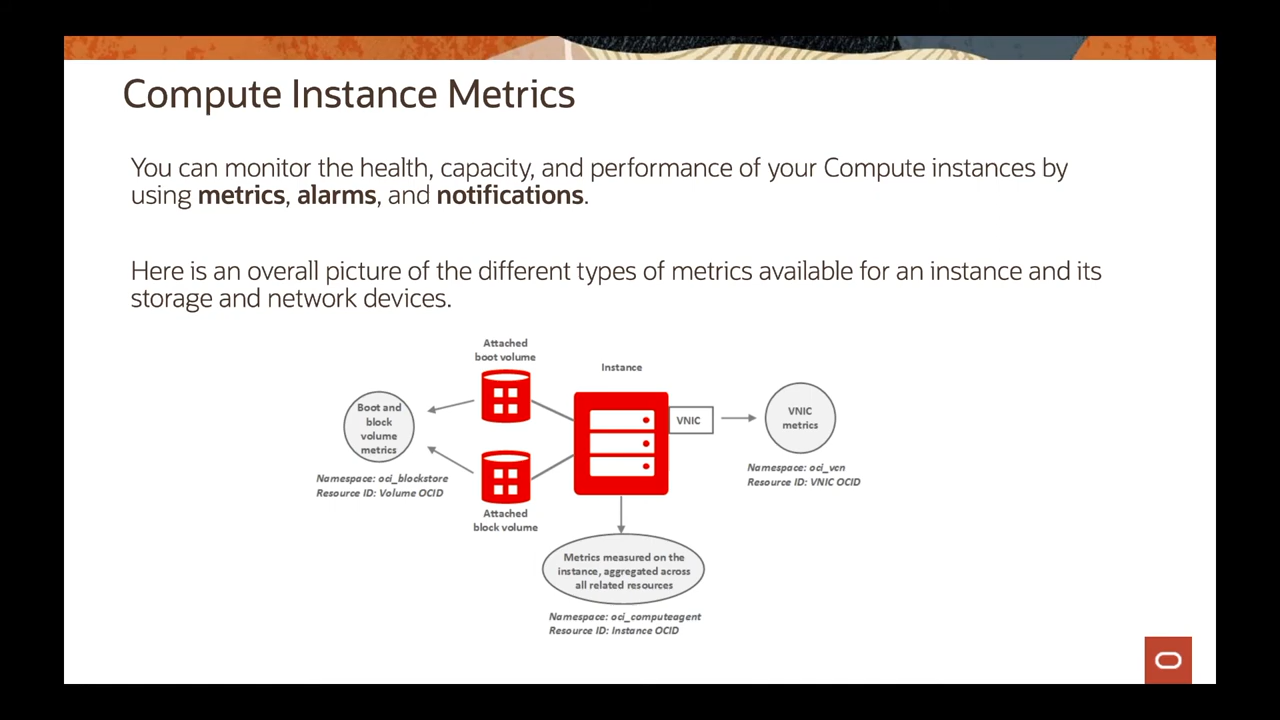 Compute Instance Metrics
You can monitor the health, capacity, and performance of your Compute instances by
using metrics, alarms, and notifications.
Here is an overall picture of the different types of metrics available for an instance and its
storage and network devices.
Attached
boot volume
Instance
Boot and
block
volume
metrics
VNIC
VNIC
metrics
Namespace: oci_blockstore
Resource ID: Volume OCID
Namespace: oci_vcn
Resource ID: VNIC OCID
Attached
block volume
Metrics measured on the
instance, aggregated across
all related resources
Namespace: oci_computeagent
Resource ID: Instance OCID